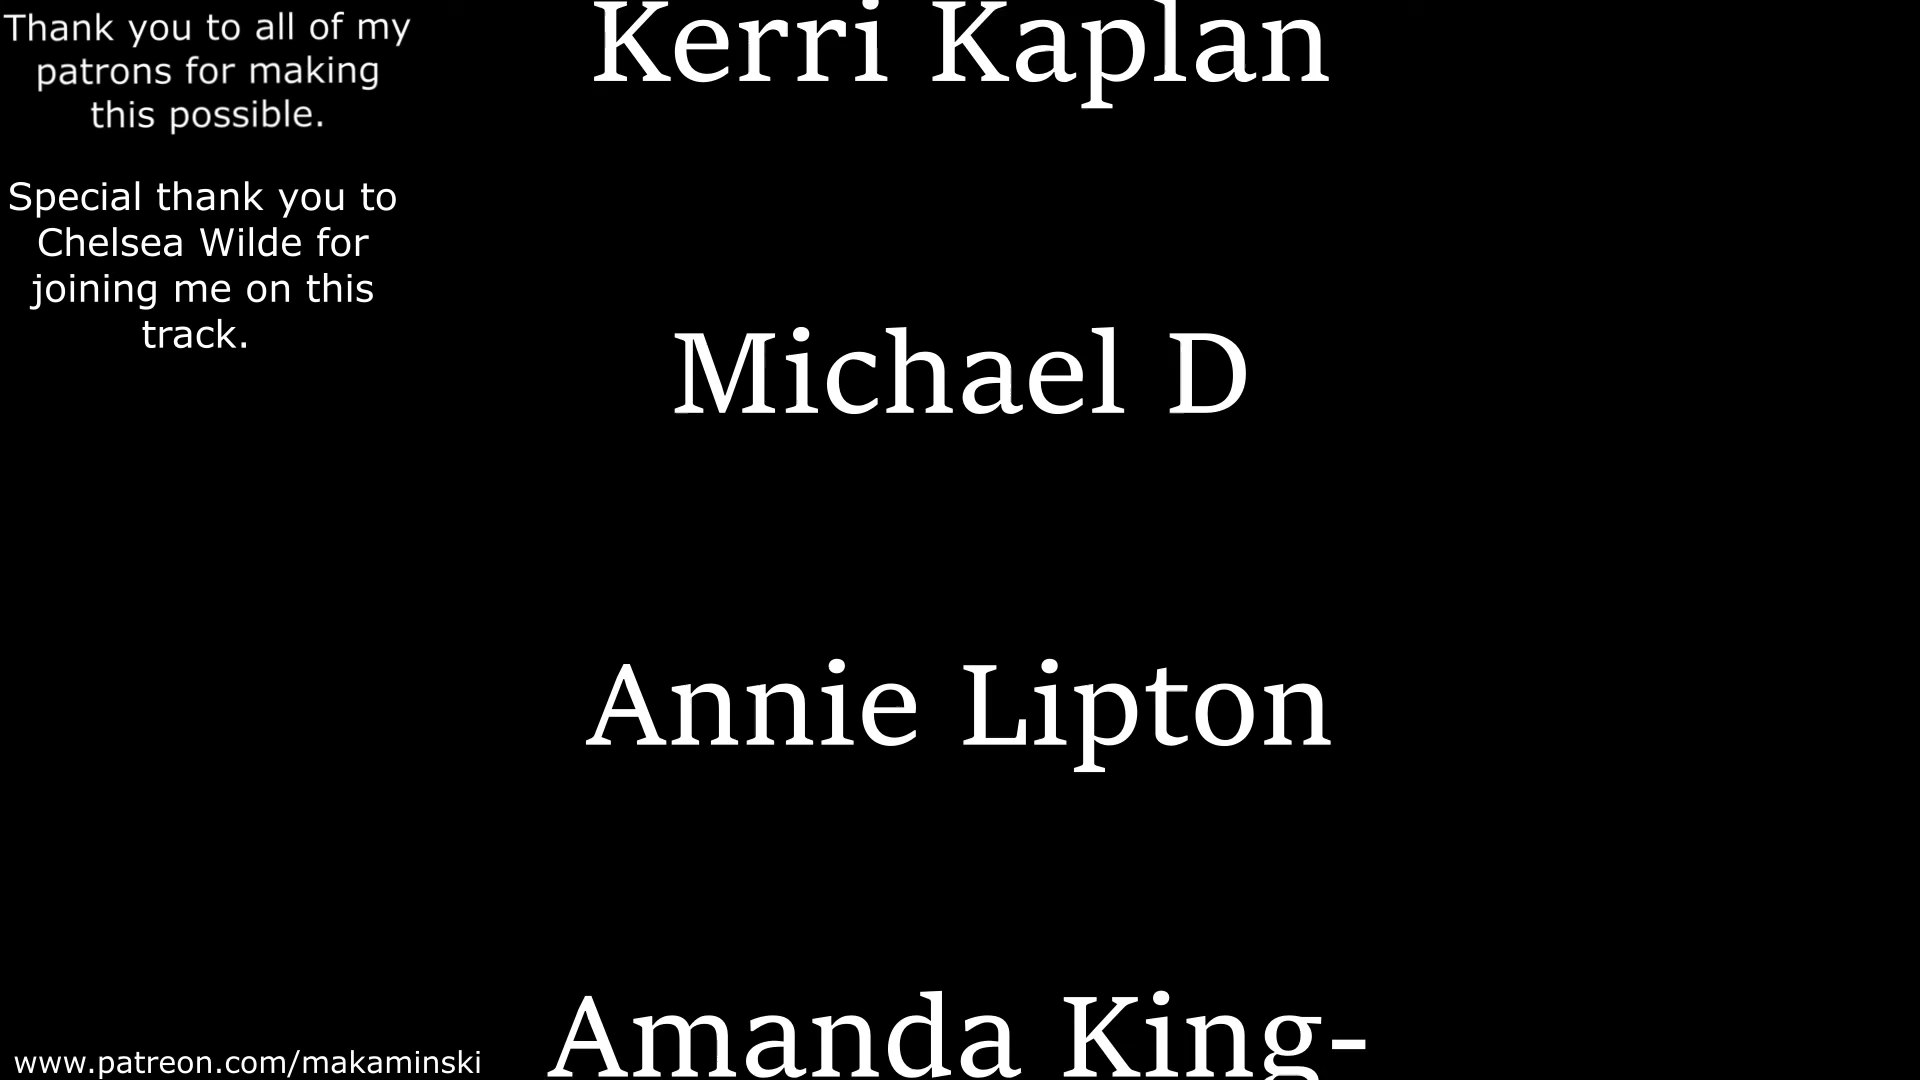 Thank you to all of my
patrons for making
this possible.
Special thank you to
Chelsea Wilde for
joining me on this
track.
Kerri Kaplan
Michael D
Annie Lipton
Amanda King-
www.patreon.com/makaminski